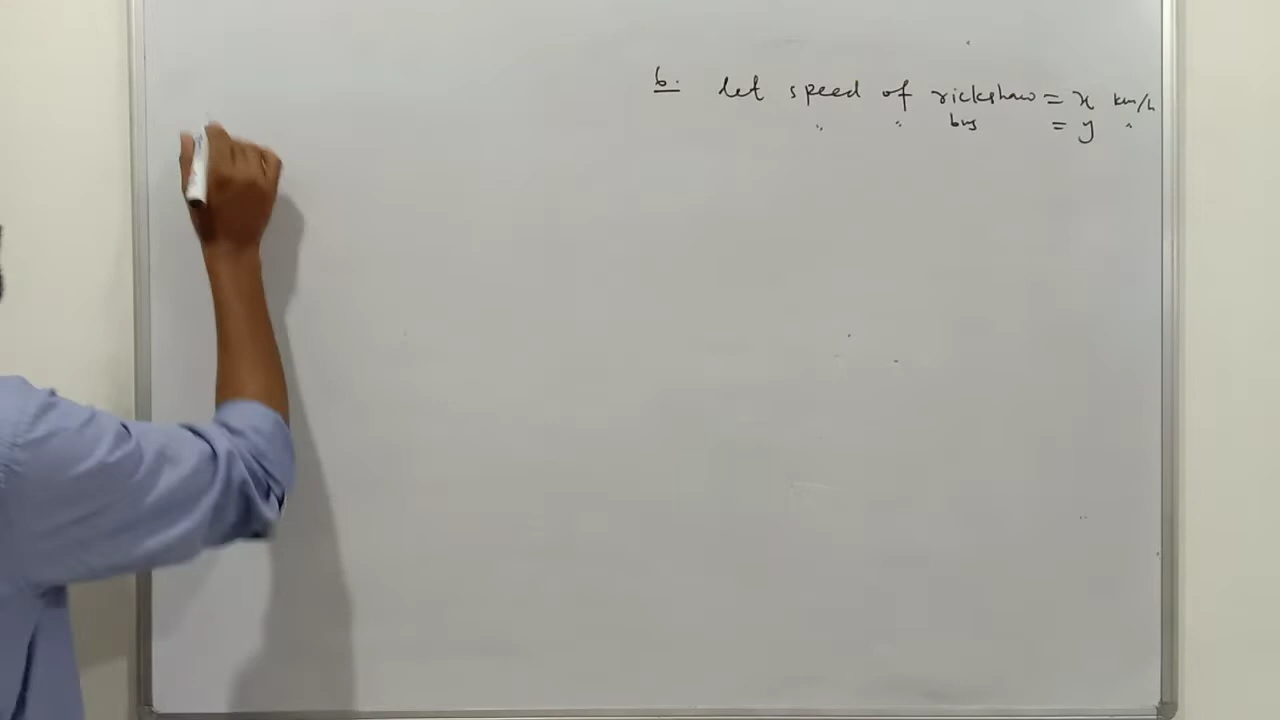 6. let speed of rickshaw = x km/h
" " bus = y "